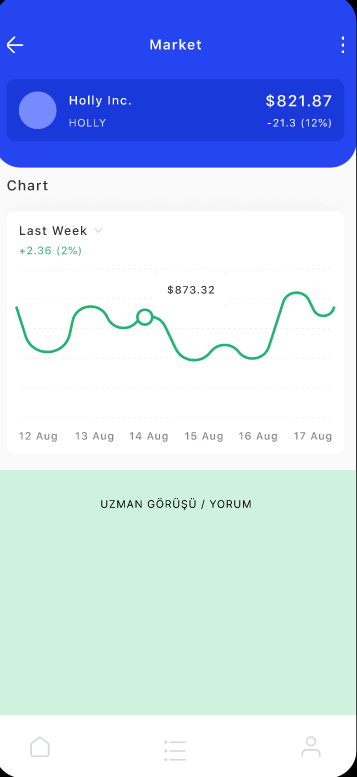 Market
Holly Inc.
$821.87
HOLLY
-21.3 (12%)
Chart
Last Week
+2.36 (2%)
$873.32
12 Aug 13 Aug 14 Aug 15 Aug 16 Aug 17 Aug
UZMAN GÖRÜŞÜ / YORUM